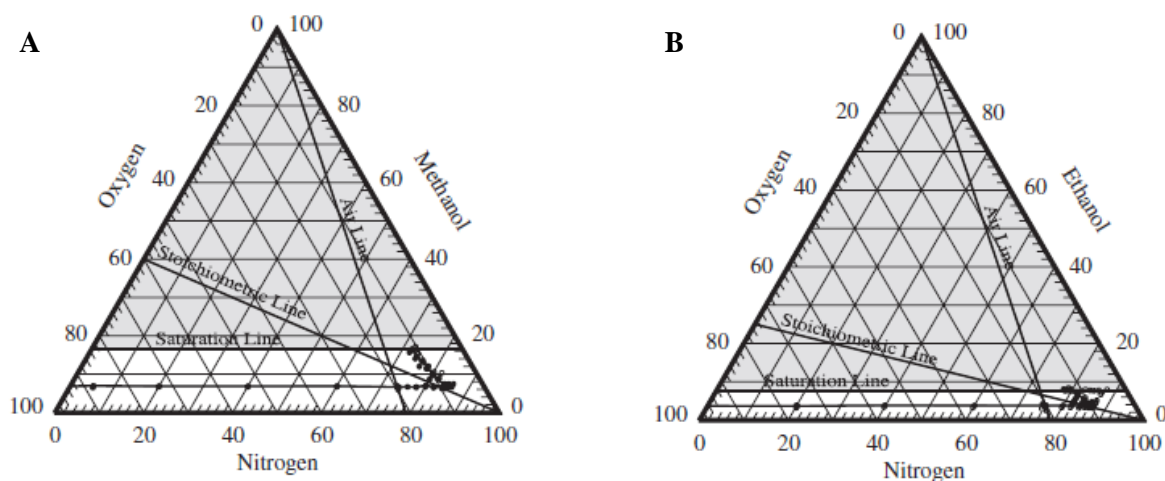 A
0 100
20 80
Oxygen
Methanol
40 60
Air Line
60 40
Stoichiometric Line
80 20
Saturation Line
100 0
0 20 40 60 80 100
Nitrogen
B
0 100
20 80
Oxygen
Ethanol
40 60
Air Line
60 40
Stoichiometric Line
80 20
Saturation Line
100 0
0 20 40 60 80 100
Nitrogen